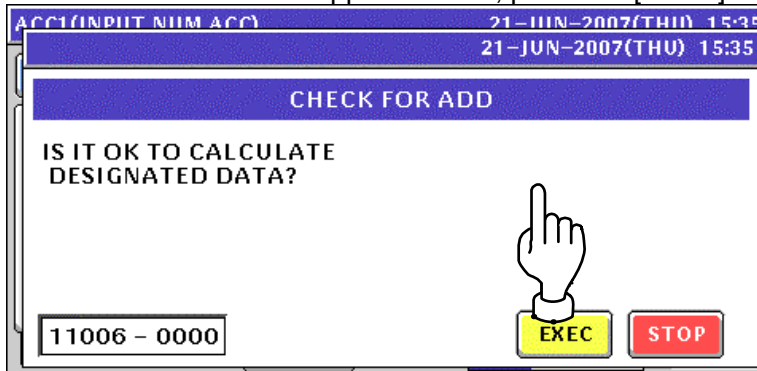 ACC1(INPUT NUM ACC) 21-JUN-2007(THU) 15:35
21-JUN-2007(THU) 15:35
CHECK FOR ADD
IS IT OK TO CALCULATE
DESIGNATED DATA?
11006 - 0000
EXEC STOP